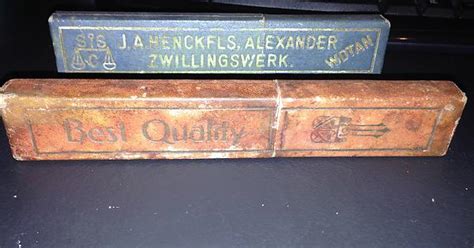 S&S
C
J.A. HENCKELS, ALEXANDER
ZWILLINGSWERK.
WOTAN
Best Quality